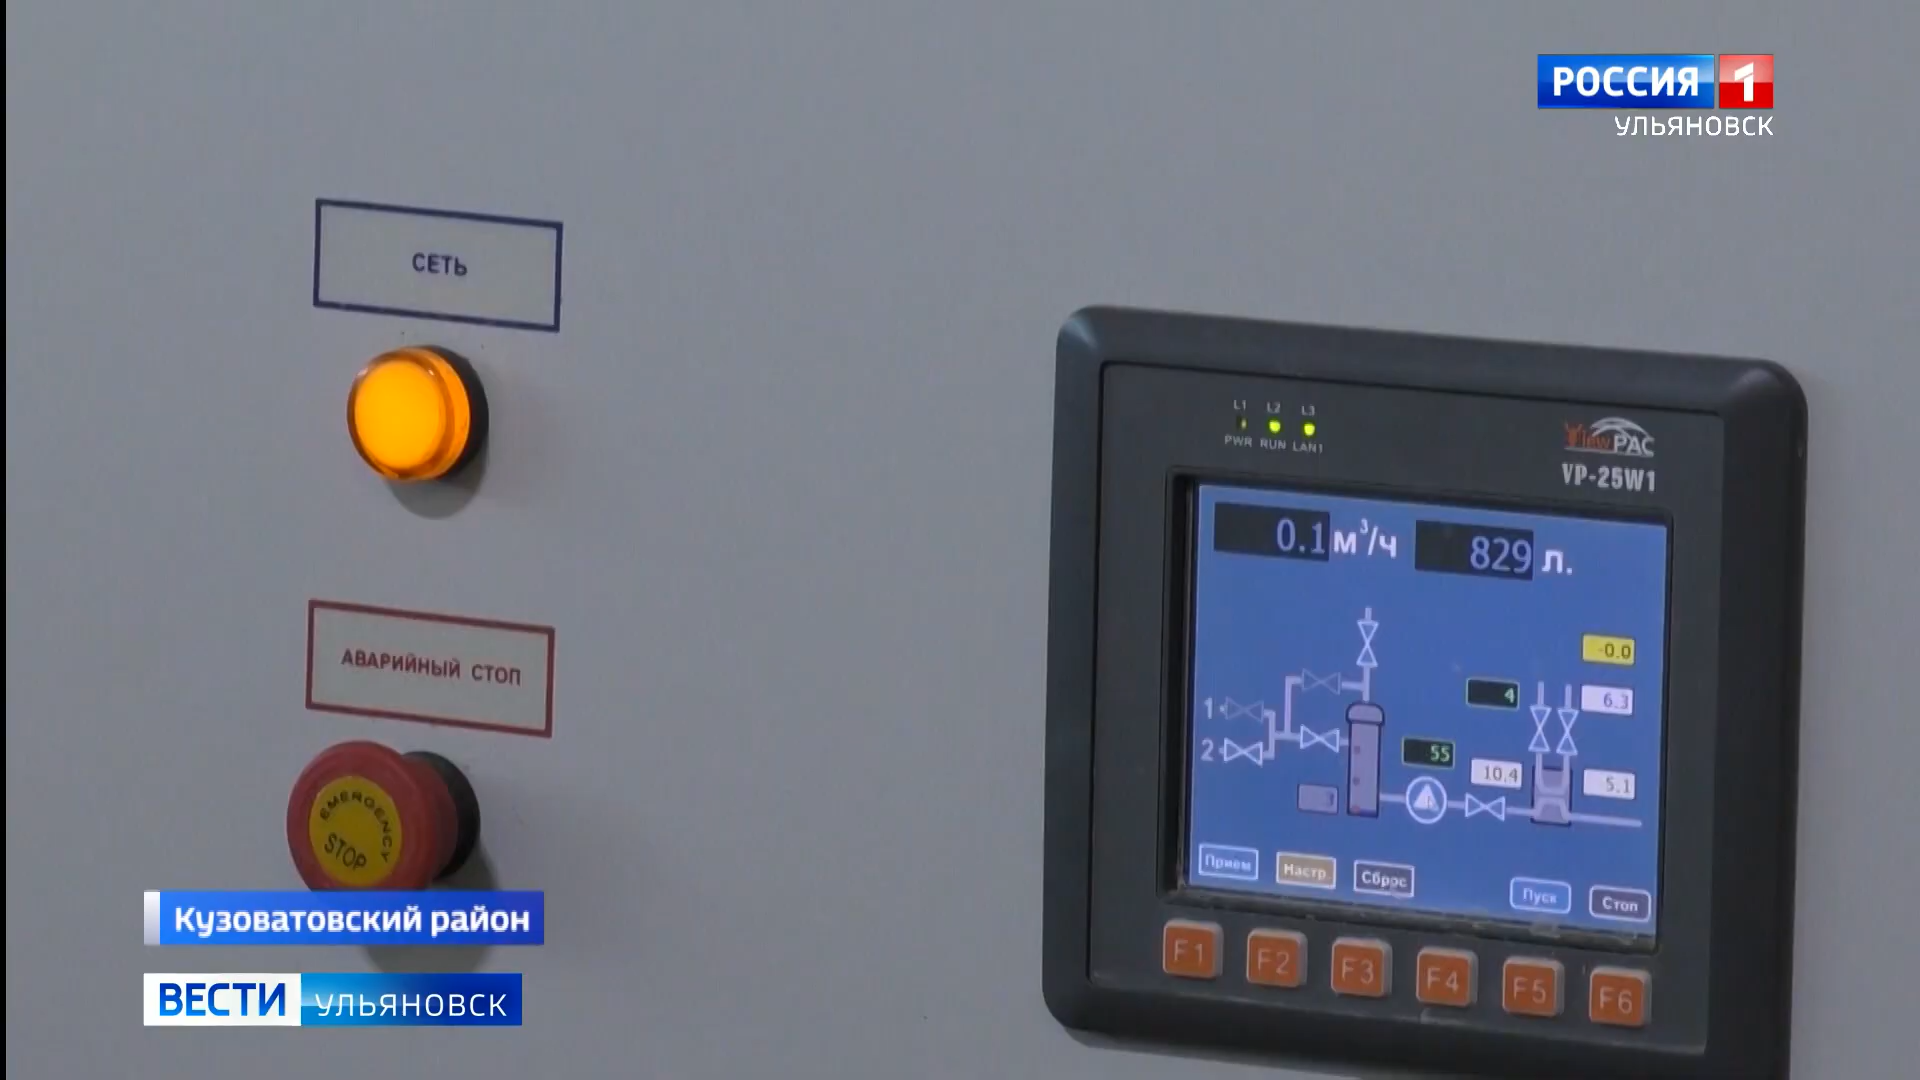 РОССИЯ 1
УЛЬЯНОВСК
СЕТЬ
L1 L2 L3
PWR RUN LAN1
ViewPAC
VP-25W1
0.1 м³/ч 829 л.
-0.0
4 6.3
1
2
55
10.4 5.1
АВАРИЙНЫЙ СТОП
EMERGENCY
STOP
Прием Настр. Сброс Пуск Стоп
F1 F2 F3 F4 F5 F6
Кузоватовский район
ВЕСТИ УЛЬЯНОВСК